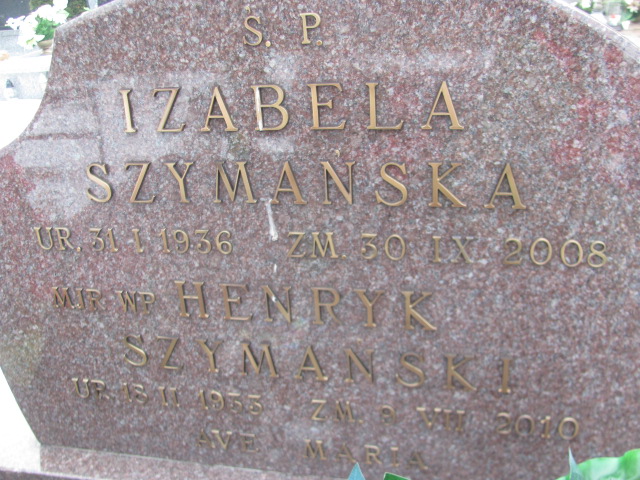 Ś. P.
IZABELA
SZYMAŃSKA
UR. 31 I 1936 ZM. 30 IX 2008
MJR WP HENRYK
SZYMAŃSKI
UR. 18 II 1933 ZM. 9 VII 2010
AVE MARIA